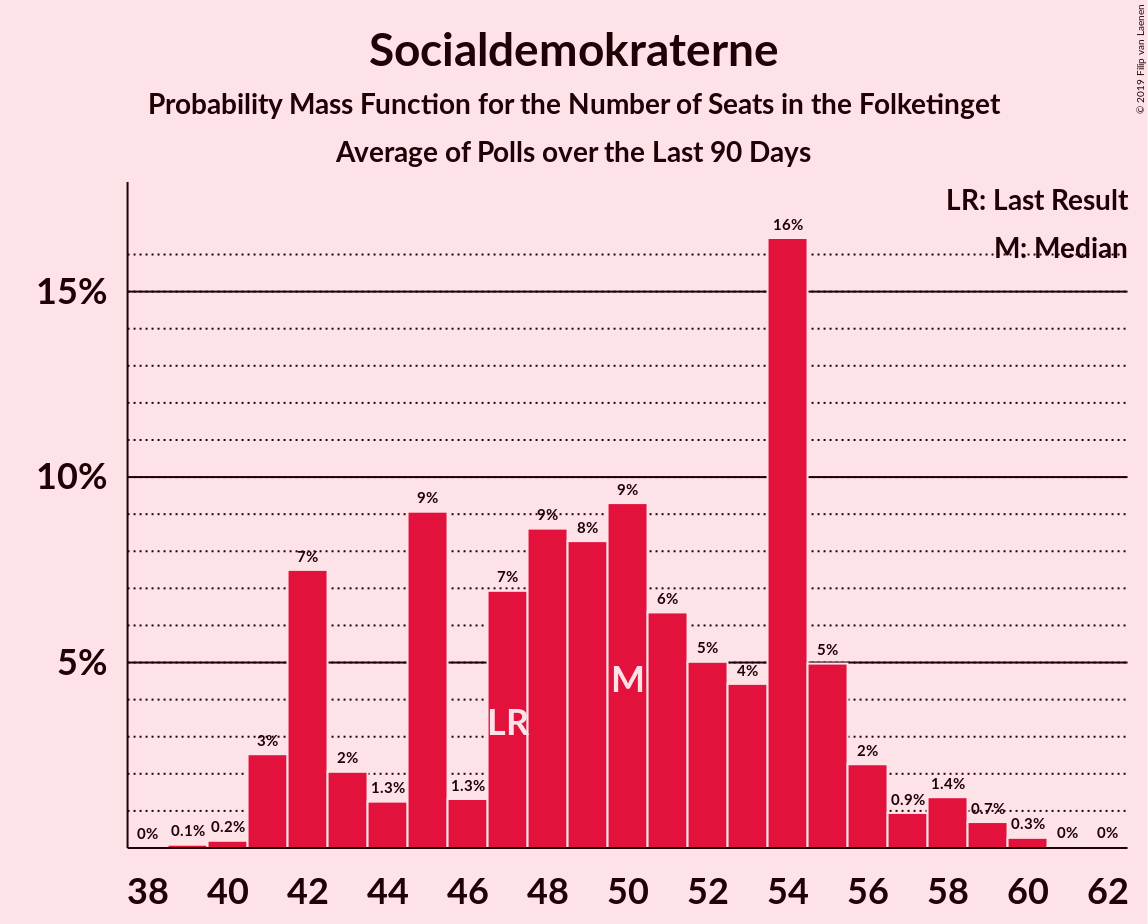 Socialdemokraterne
Probability Mass Function for the Number of Seats in the Folketinget
Average of Polls over the Last 90 Days
© 2019 Filip van Laenen
LR: Last Result
M: Median
15%
10%
5%
0% 0.1% 0.2% 3% 7% 2% 1.3% 9% 1.3% 7% 9% 8% 9% 6% 5% 4% 16% 5% 2% 0.9% 1.4% 0.7% 0.3% 0% 0%
LR M
38 40 42 44 46 48 50 52 54 56 58 60 62